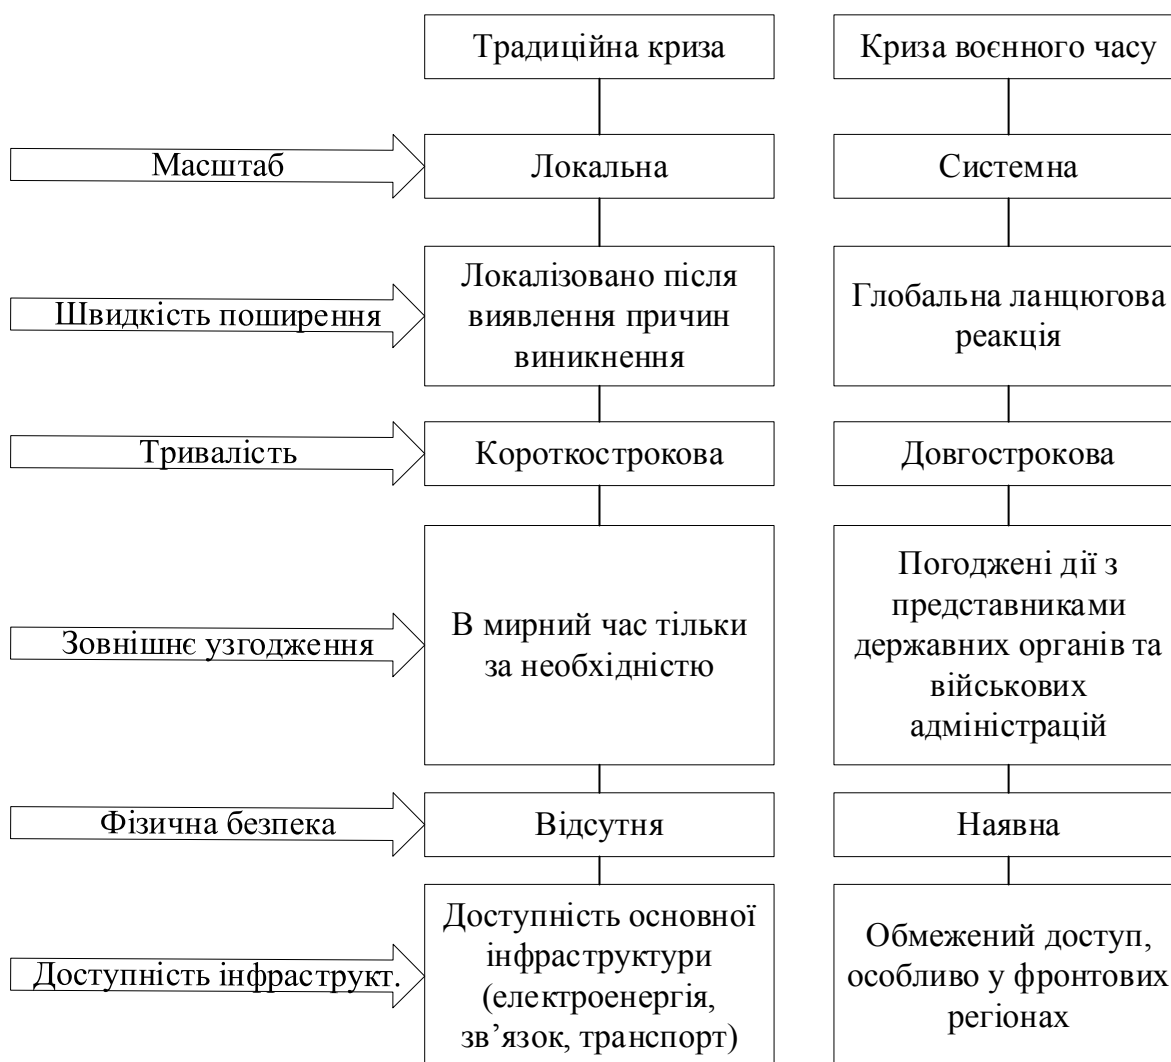 Традиційна криза
Криза воєнного часу
Масштаб
Локальна
Системна
Швидкість поширення
Локалізовано після
виявлення причин
виникнення
Глобальна ланцюгова
реакція
Тривалість
Короткострокова
Довгострокова
Зовнішнє узгодження
В мирний час тільки
за необхідністю
Погоджені дії з
представниками
державних органів та
військових
адміністрацій
Фізична безпека
Відсутня
Наявна
Доступність інфраструкт.
Доступність основної
інфраструктури
(електроенергія,
зв’язок, транспорт)
Обмежений доступ,
особливо у фронтових
регіонах